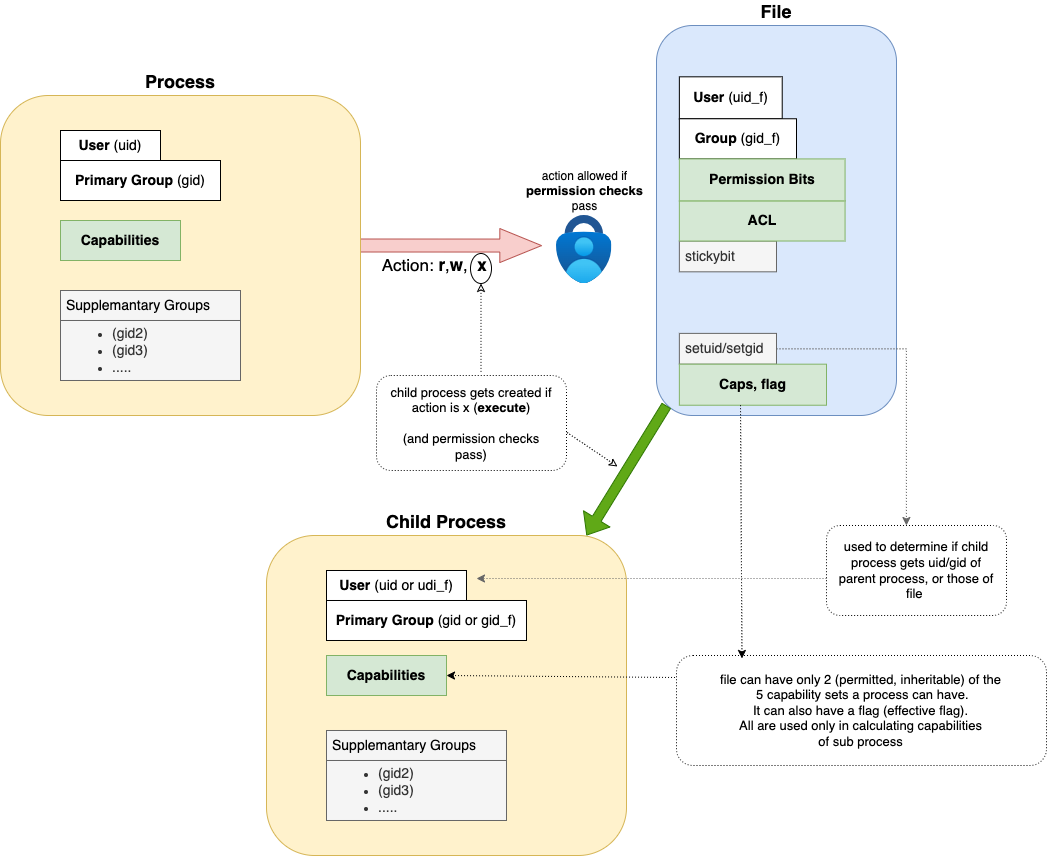 File
Process
User (uid)
Primary Group (gid)
Capabilities
Supplemantary Groups
• (gid2)
• (gid3)
• .....
action allowed if
permission checks
pass
Action: r,w, x
User (uid_f)
Group (gid_f)
Permission Bits
ACL
stickybit
setuid/setgid
Caps, flag
child process gets created if
action is x (execute)
(and permission checks
pass)
Child Process
User (uid or udi_f)
Primary Group (gid or gid_f)
Capabilities
Supplemantary Groups
• (gid2)
• (gid3)
• .....
used to determine if child
process gets uid/gid of
parent process, or those of
file
file can have only 2 (permitted, inheritable) of the
5 capability sets a process can have.
It can also have a flag (effective flag).
All are used only in calculating capabilities
of sub process